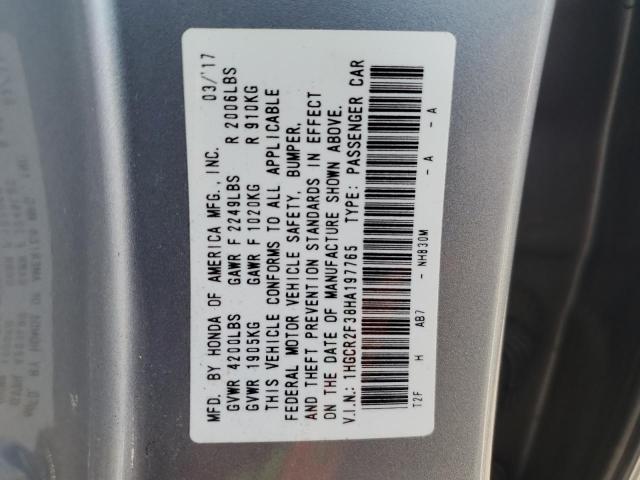 MFD. BY HONDA OF AMERICA MFG., INC. 03/'17
GVWR 4200LBS GAWR F 2249LBS R 2006LBS
GVWR 1905KG GAWR F 1020KG R 910KG
THIS VEHICLE CONFORMS TO ALL APPLICABLE
FEDERAL MOTOR VEHICLE SAFETY, BUMPER,
AND THEFT PREVENTION STANDARDS IN EFFECT
ON THE DATE OF MANUFACTURE SHOWN ABOVE.
V.I.N.: 1HGCR2F38HA197765 TYPE: PASSENGER CAR
T2F H AB7 - NH830M - A - A